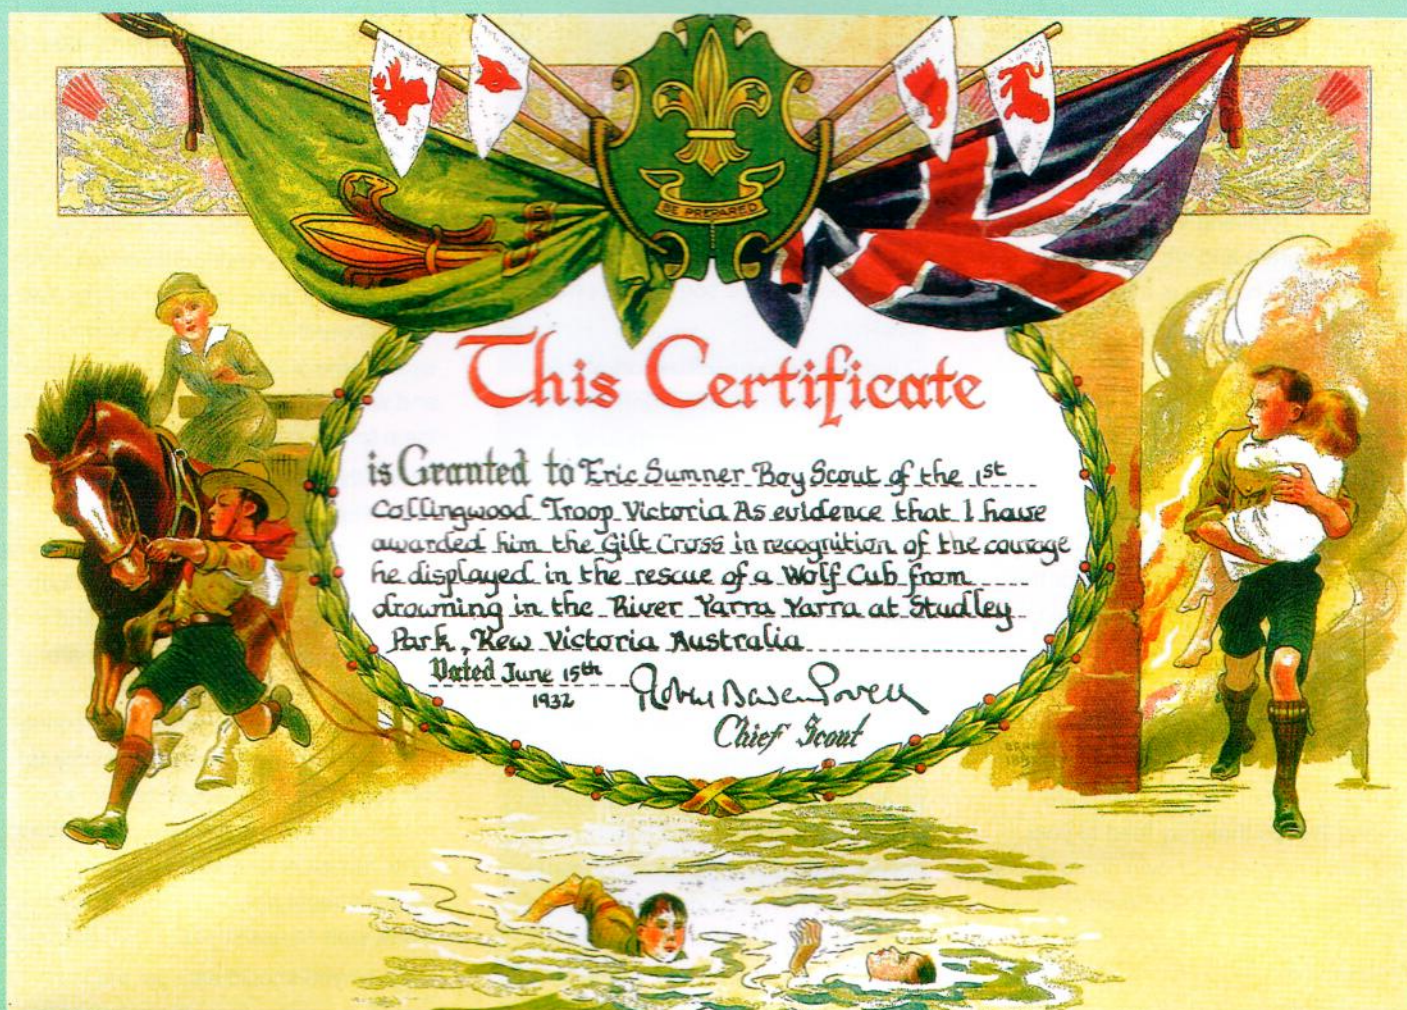 BE PREPARED
This Certificate
is Granted to Eric Sumner Boy Scout of the 1st
Collingwood Troop Victoria As evidence that I have
awarded him the Gilt Cross in recognition of the courage
he displayed in the rescue of a Wolf Cub from
drowning in the River Yarra Yarra at Studley
Park, Kew Victoria Australia
Dated June 15th
1932 Robert Baden Powell
Chief Scout